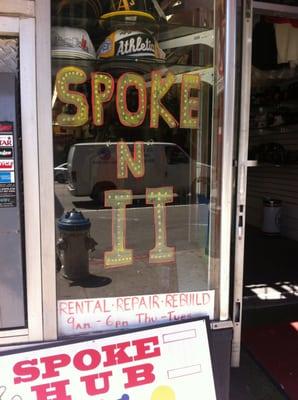 Athletics
SPOKE
N
IT
RENTAL·REPAIR·REBUILD
9am-6pm Thu-Tues
SPOKE
HUB